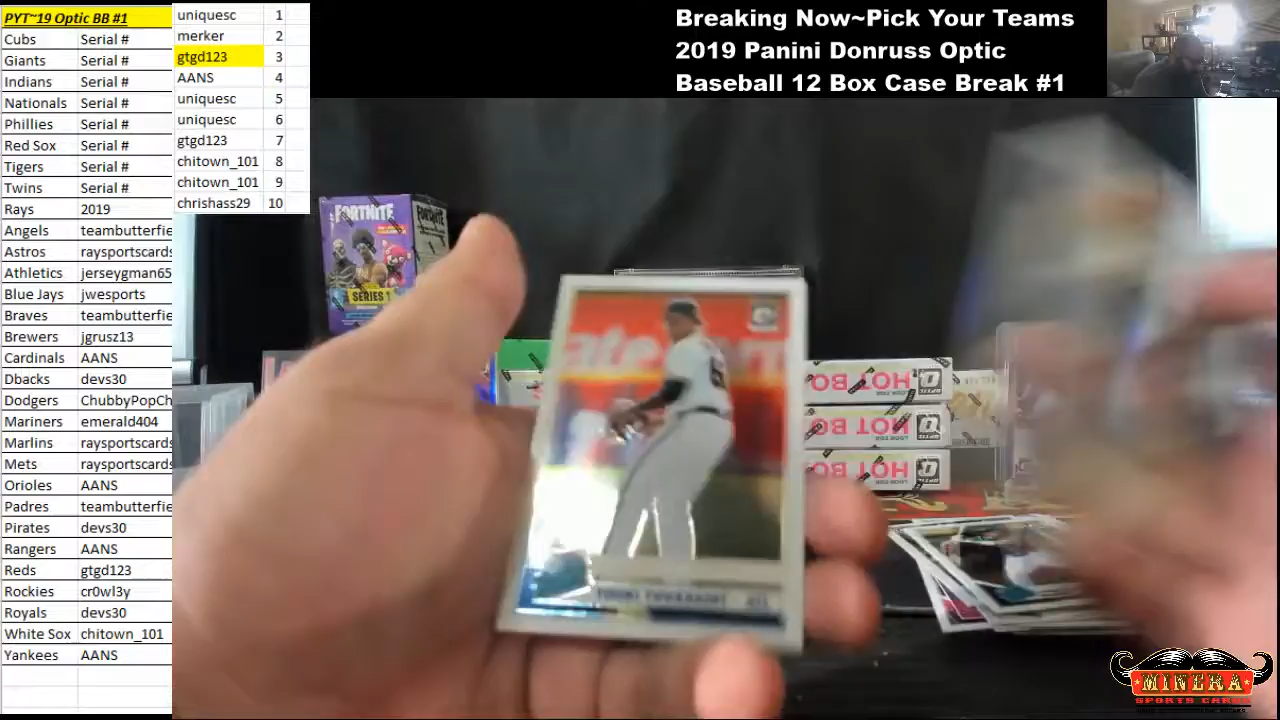 PYT~19 Optic BB #1
Cubs Serial #
Giants Serial #
Indians Serial #
Nationals Serial #
Phillies Serial #
Red Sox Serial #
Tigers Serial #
Twins Serial #
Rays 2019
Angels teambutterfie
Astros raysportscards
Athletics jerseygman65
Blue Jays jwesports
Braves teambutterfie
Brewers jgrusz13
Cardinals AANS
Dbacks devs30
Dodgers ChubbyPopCh
Mariners emerald404
Marlins raysportscards
Mets raysportscards
Orioles AANS
Padres teambutterfie
Pirates devs30
Rangers AANS
Reds gtgd123
Rockies cr0wl3y
Royals devs30
White Sox chitown_101
Yankees AANS
uniquesc 1
merker 2
gtgd123 3
AANS 4
uniquesc 5
uniquesc 6
gtgd123 7
chitown_101 8
chitown_101 9
chrishass29 10
Breaking Now~Pick Your Teams
2019 Panini Donruss Optic
Baseball 12 Box Case Break #1
FORTNITE
SERIES 1
HOT BO
HOT BO
HOT BO
MINERA
SPORTS CARDS